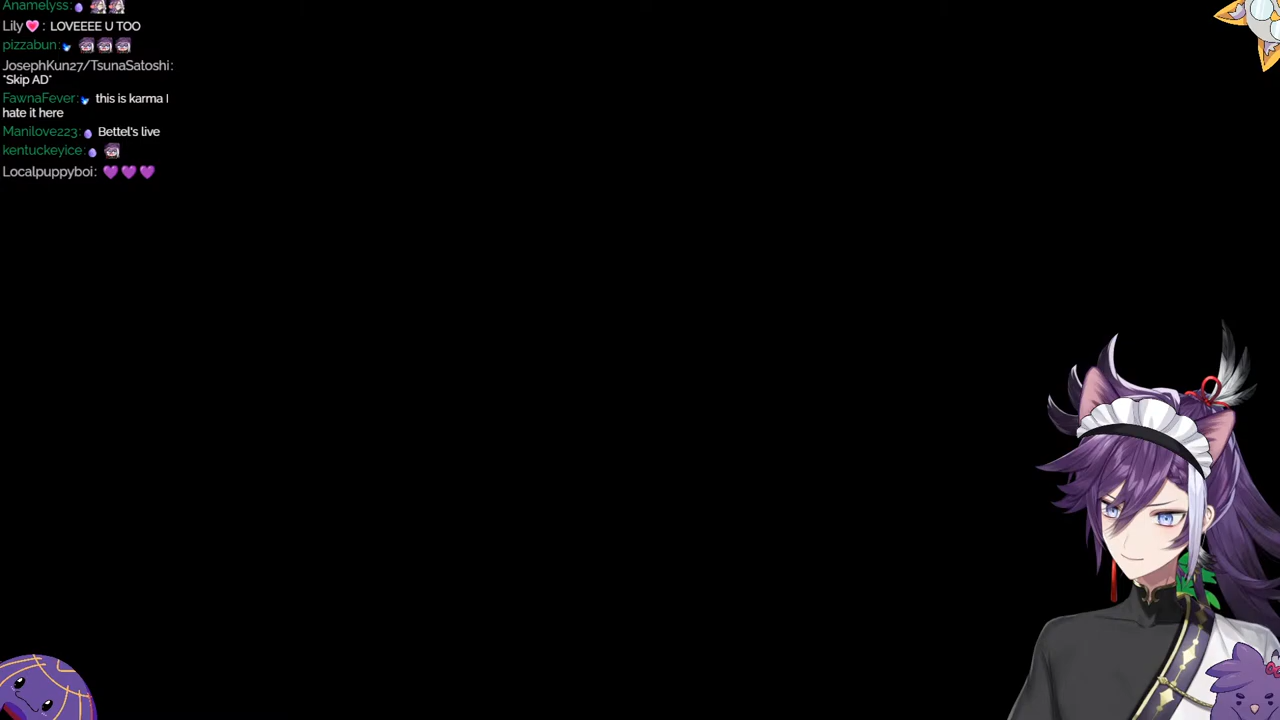 Anamelyss:
Lily💗: LOVEEEE U TOO
pizzabun:
JosephKun27/TsunaSatoshi:
*Skip AD*
FawnaFever: this is karma I
hate it here
Manilove223: Bettel's live
kentuckeyice:
Localpuppyboi: 💜💜💜